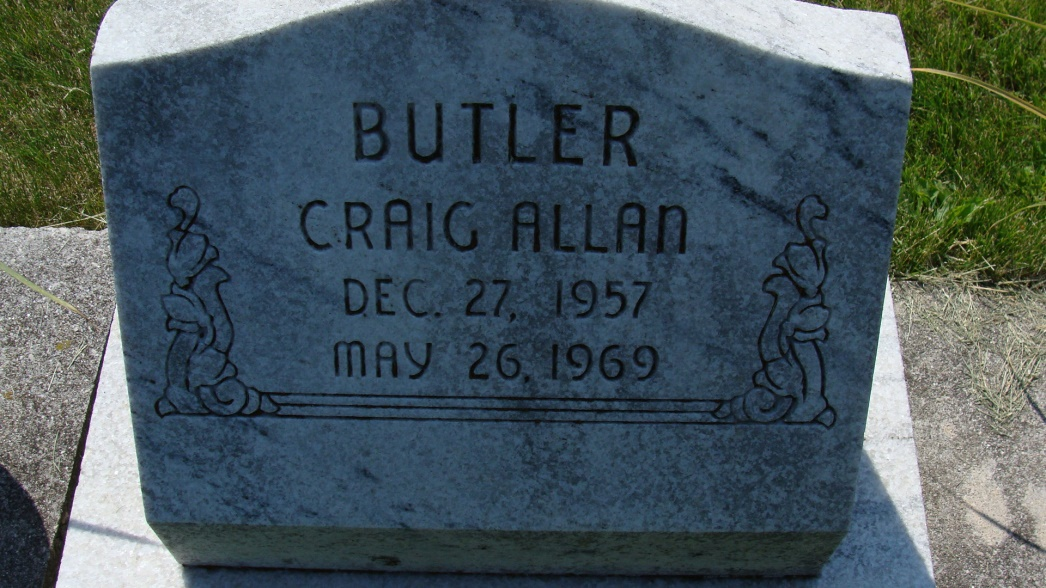 BUTLER
CRAIG ALLAN
DEC. 27, 1957
MAY 26, 1969